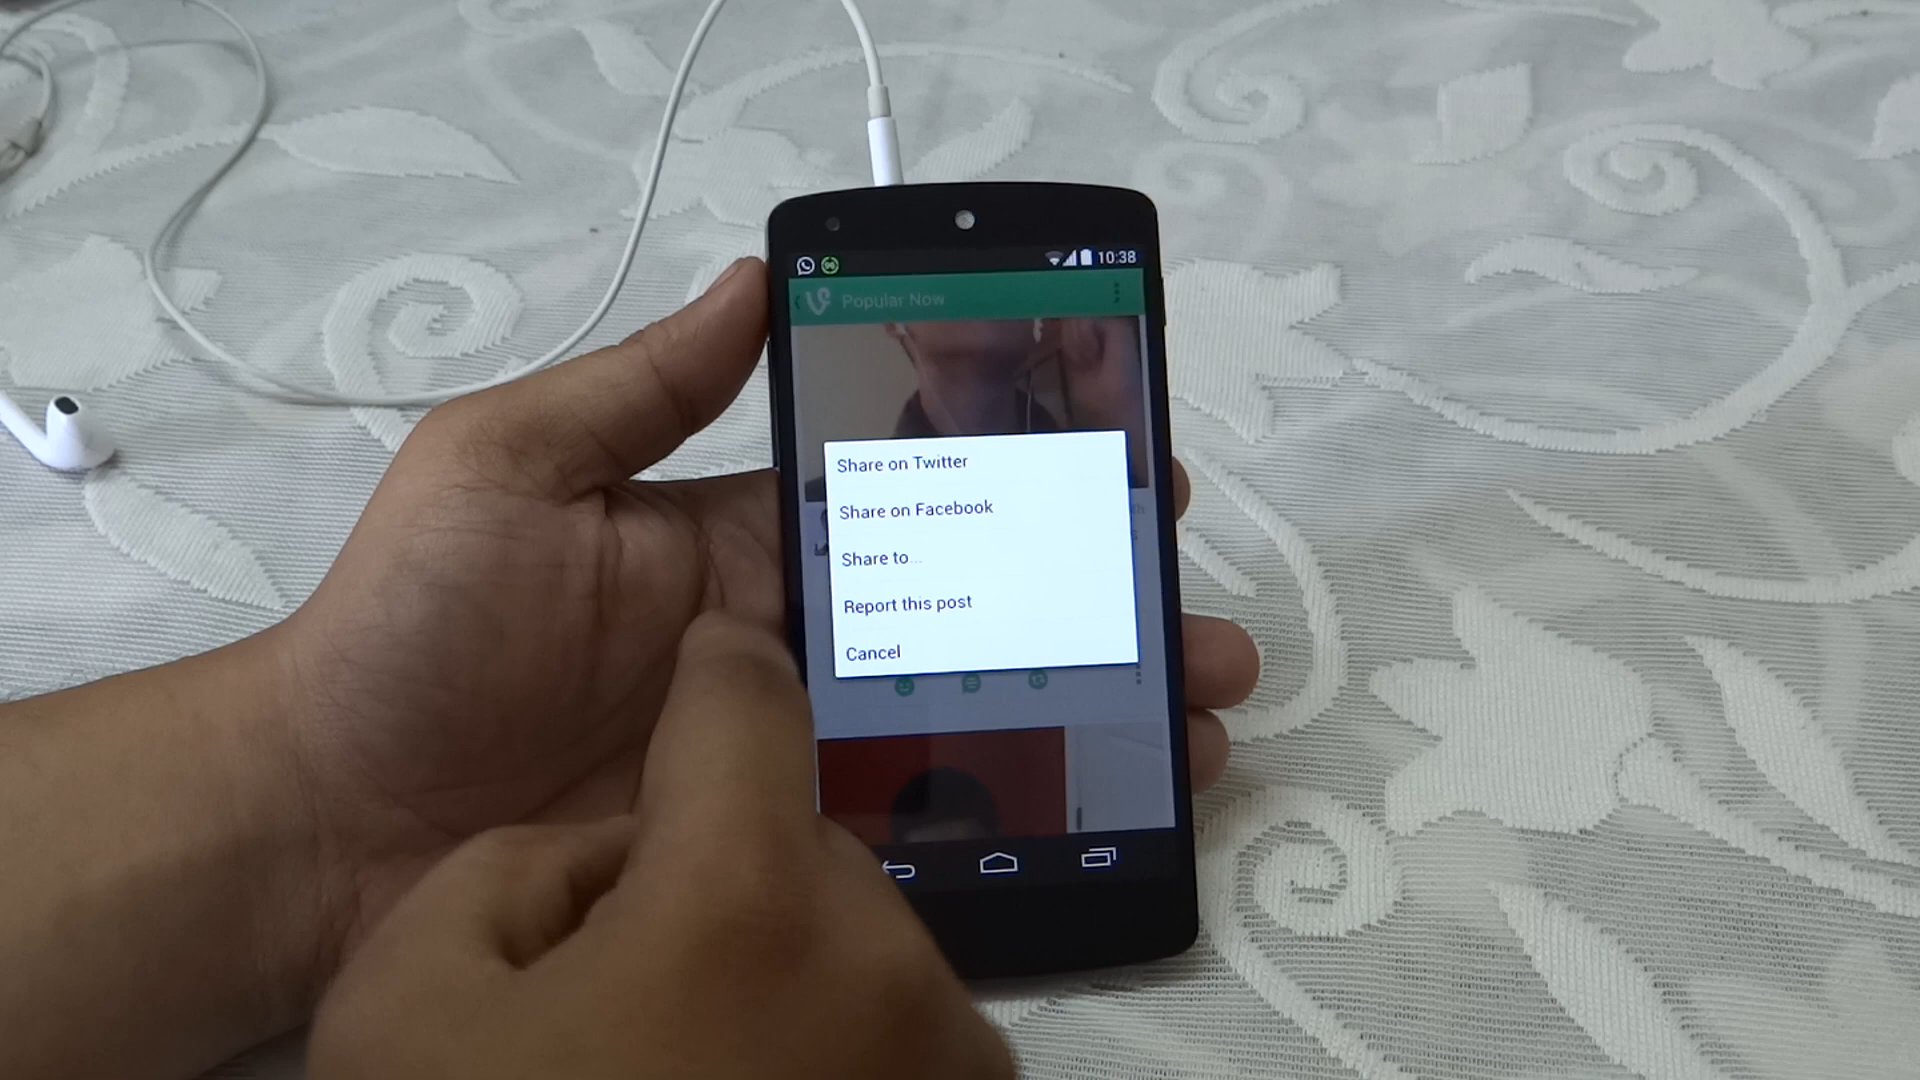 10:38
Popular Now
Share on Twitter
Share on Facebook
Share to...
Report this post
Cancel